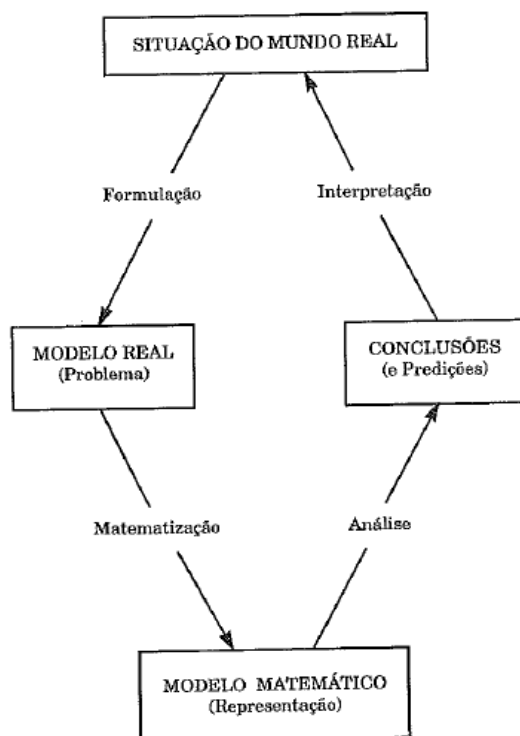 SITUAÇÃO DO MUNDO REAL
Formulação
Interpretação
MODELO REAL
(Problema)
CONCLUSÕES
(e Predições)
Matematização
Análise
MODELO MATEMÁTICO
(Representação)